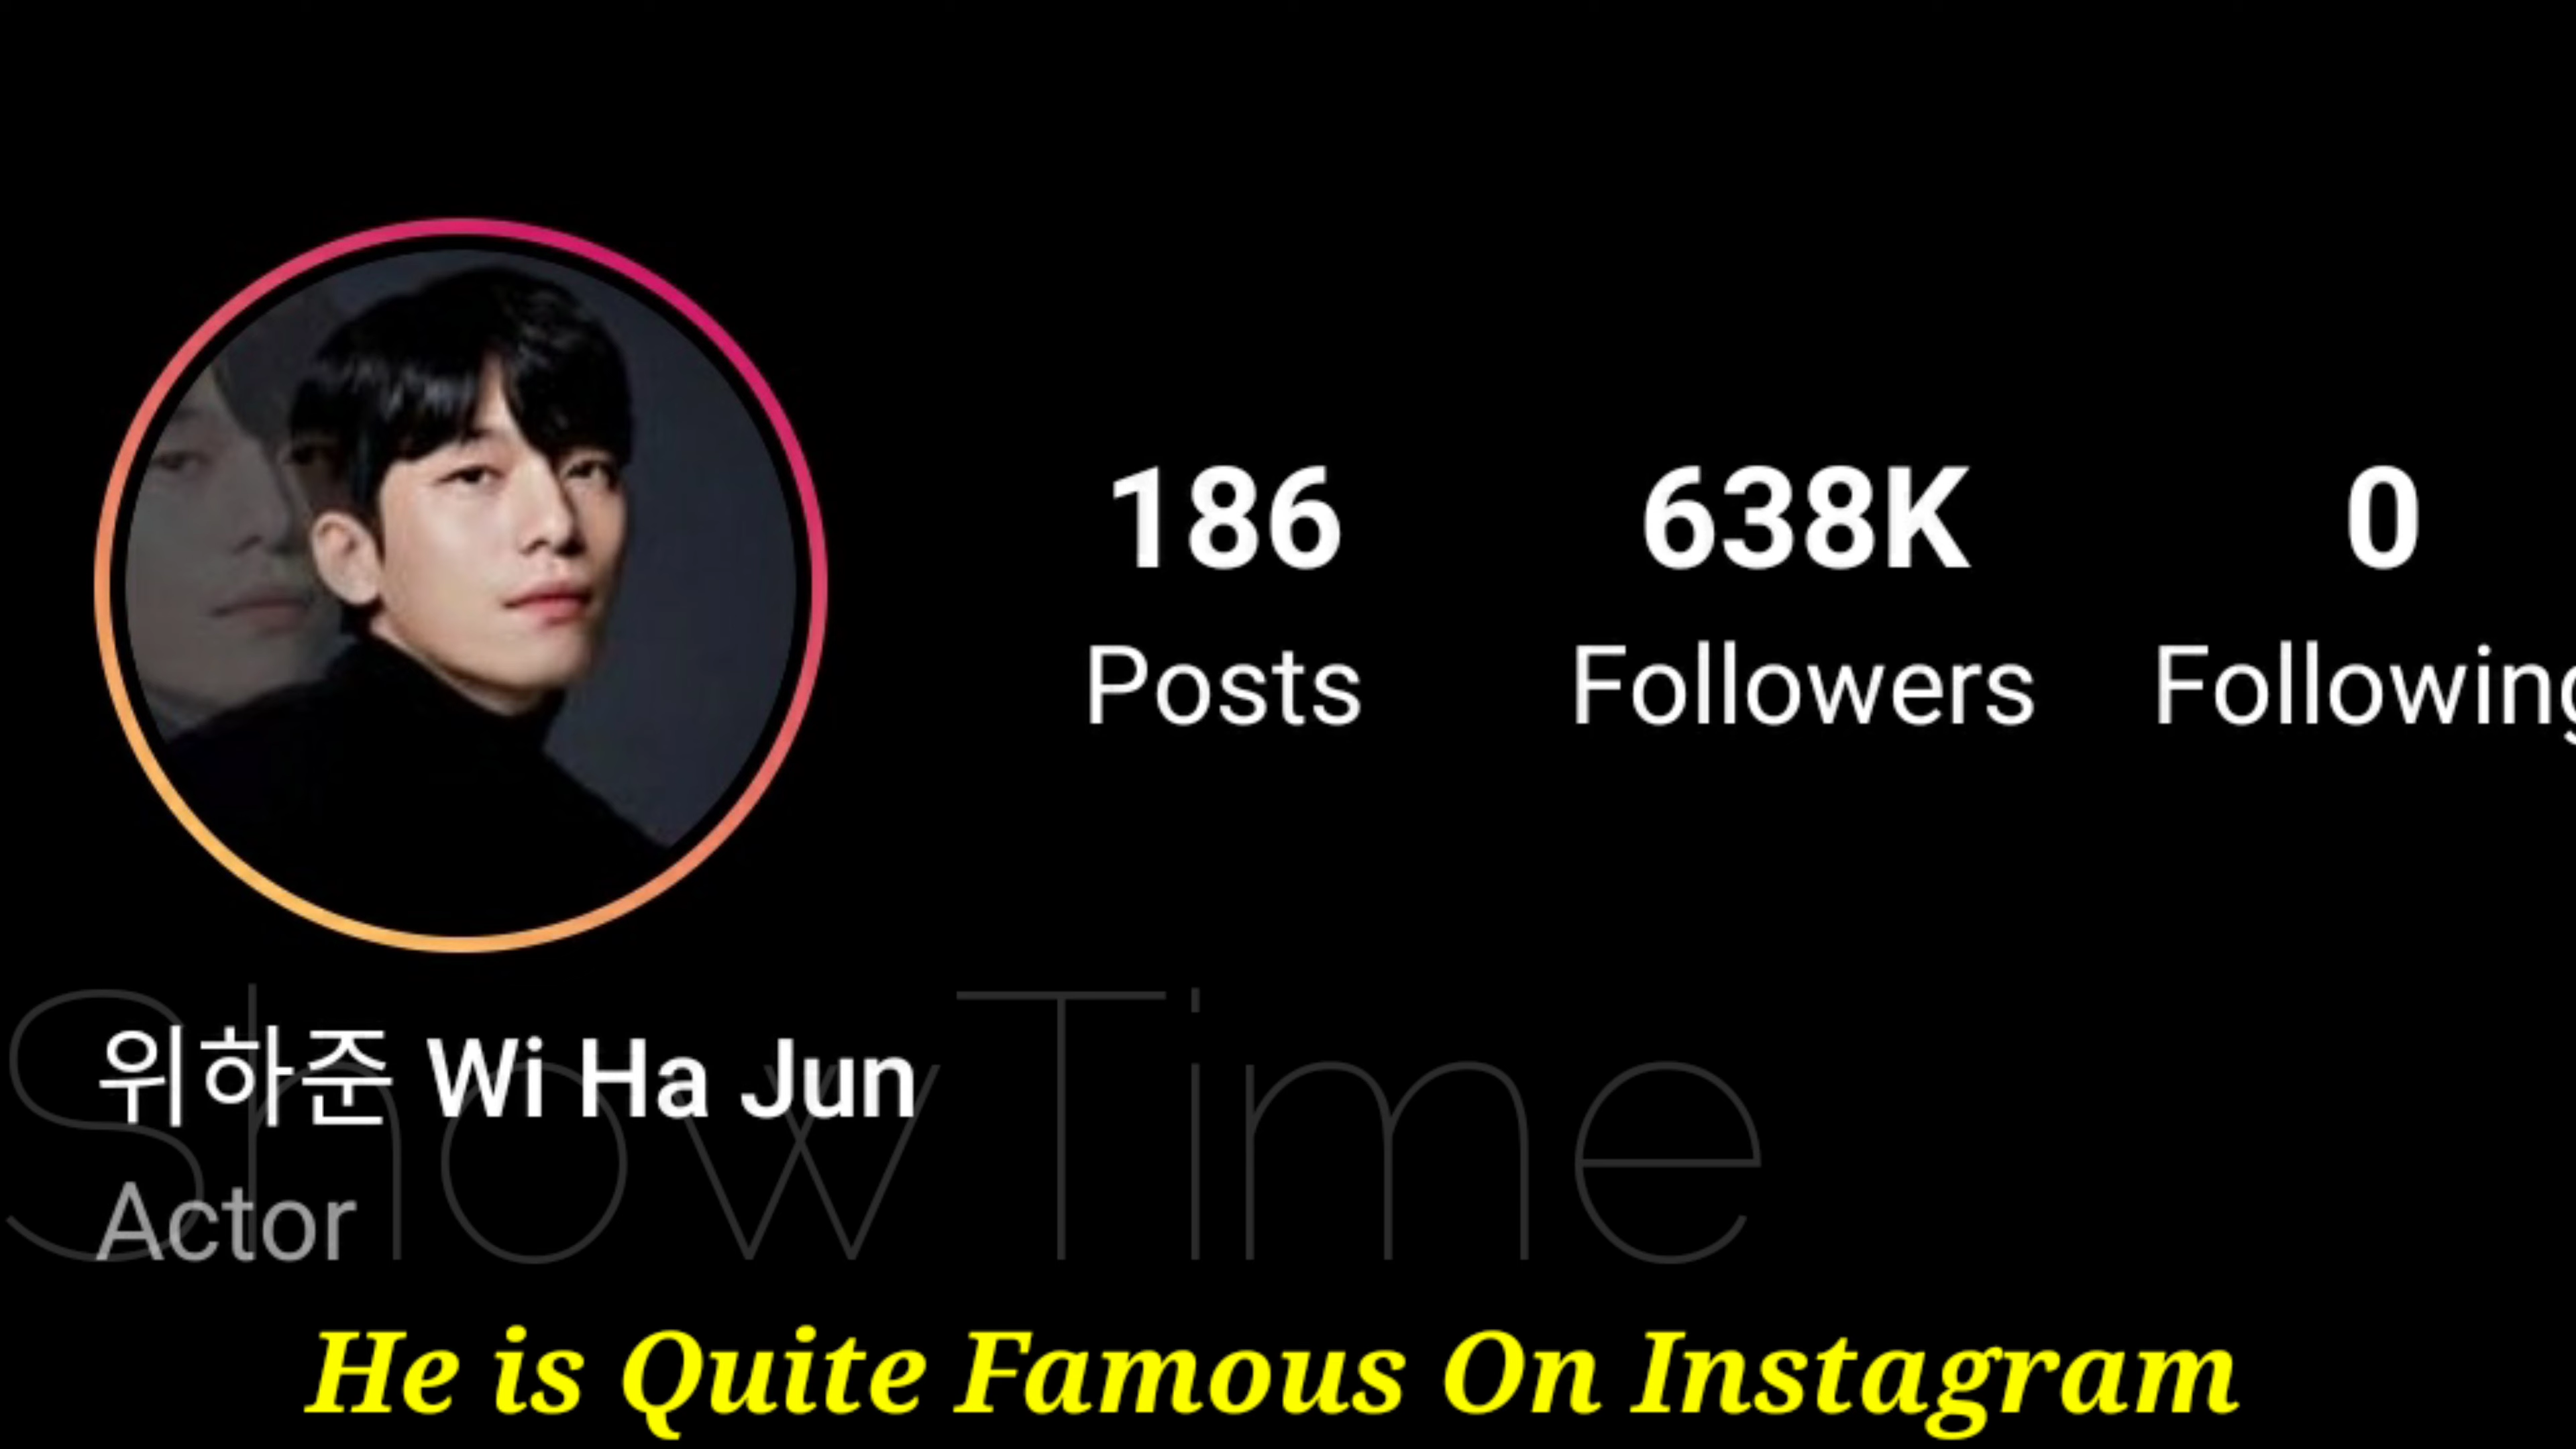 186 638K 0
Posts Followers Following
위하준 Wi Ha Jun
Actor
Show Time
He is Quite Famous On Instagram